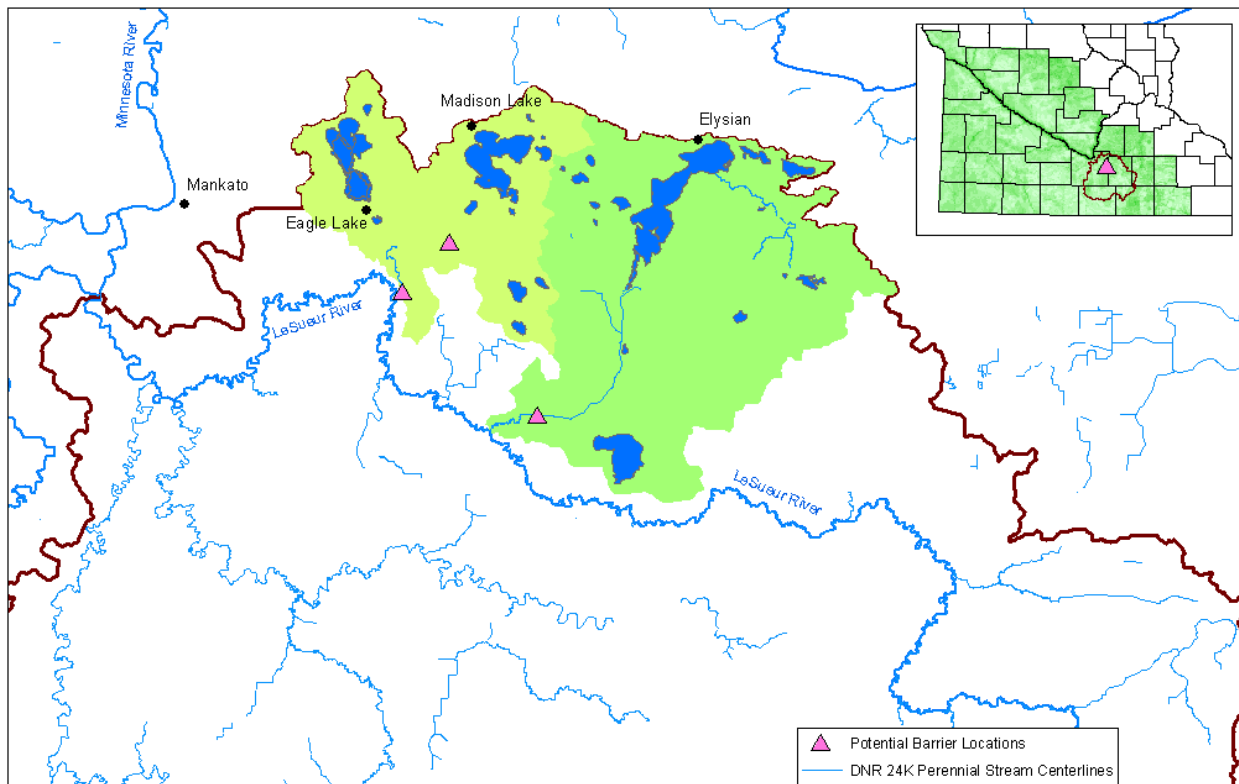 Minnesota River
Madison Lake
Elysian
Mankato
Eagle Lake
LeSueur River
LeSueur River
Potential Barrier Locations
DNR 24K Perennial Stream Centerlines